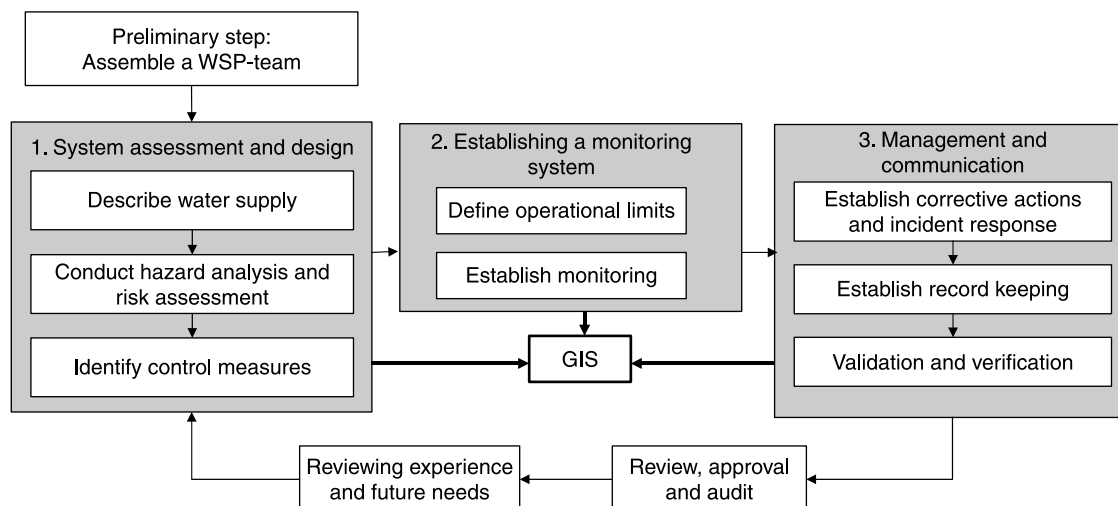 Preliminary step:
Assemble a WSP-team
1. System assessment and design
Describe water supply
Conduct hazard analysis and
risk assessment
Identify control measures
2. Establishing a monitoring
system
Define operational limits
Establish monitoring
GIS
3. Management and
communication
Establish corrective actions
and incident response
Establish record keeping
Validation and verification
Review, approval
and audit
Reviewing experience
and future needs